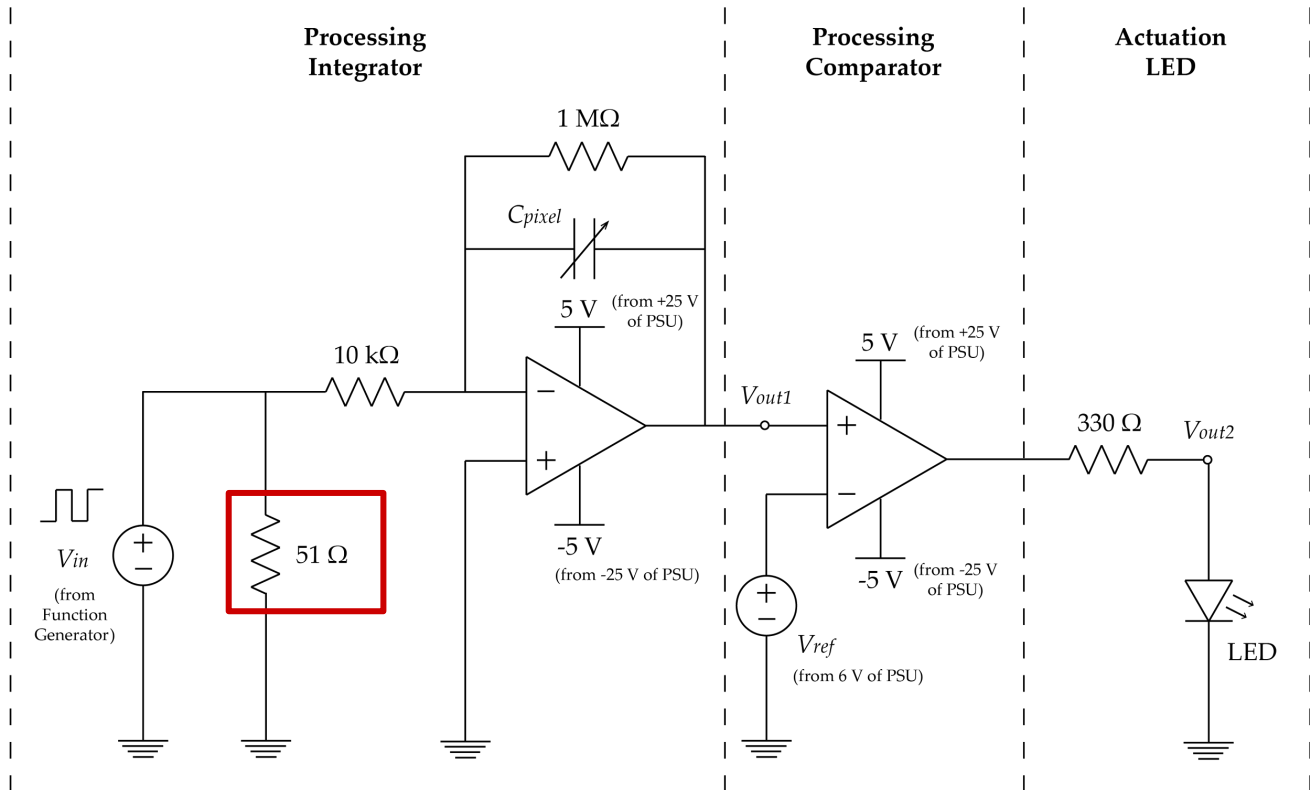 Processing
Integrator
Processing
Comparator
Actuation
LED
1 MΩ
Cpixel
5 V
(from +25 V
of PSU)
10 kΩ
−
+
-5 V
(from -25 V of PSU)
Vin
(from
Function
Generator)
+
−
51 Ω
Vout1
5 V
(from +25 V
of PSU)
+
−
-5 V
(from -25 V
of PSU)
+
−
Vref
(from 6 V of PSU)
330 Ω
Vout2
LED